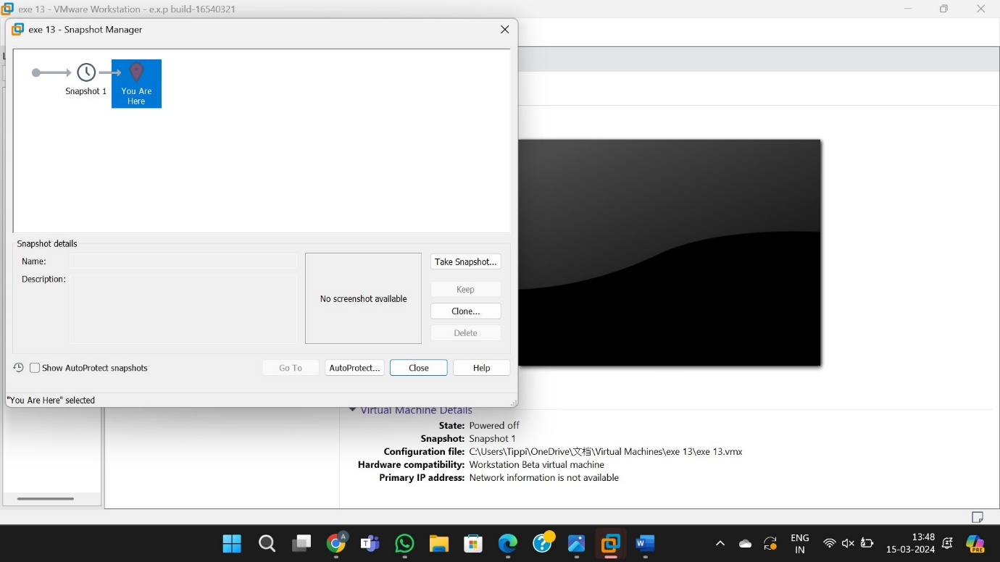 exe 13 - VMware Workstation - e.x.p build-16540321
exe 13 - Snapshot Manager
Snapshot 1
You Are
Here
Snapshot details
Name:
Description:
No screenshot available
Take Snapshot...
Keep
Clone...
Delete
Show AutoProtect snapshots
Go To
AutoProtect...
Close
Help
"You Are Here" selected
Virtual Machine Details
State: Powered off
Snapshot: Snapshot 1
Configuration file: C:\Users\Tippi\OneDrive\文档\Virtual Machines\exe 13\exe 13.vmx
Hardware compatibility: Workstation Beta virtual machine
Primary IP address: Network information is not available
ENG
IN
13:48
15-03-2024
PRE